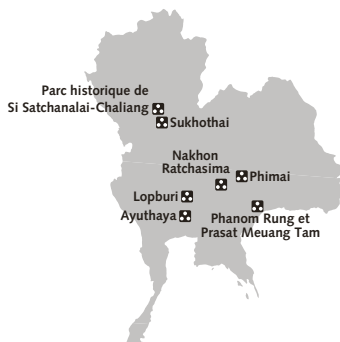 Parc historique de
Si Satchanalai-Chaliang
Sukhothai
Nakhon
Ratchasima
Phimai
Lopburi
Ayuthaya
Phanom Rung et
Prasat Meuang Tam